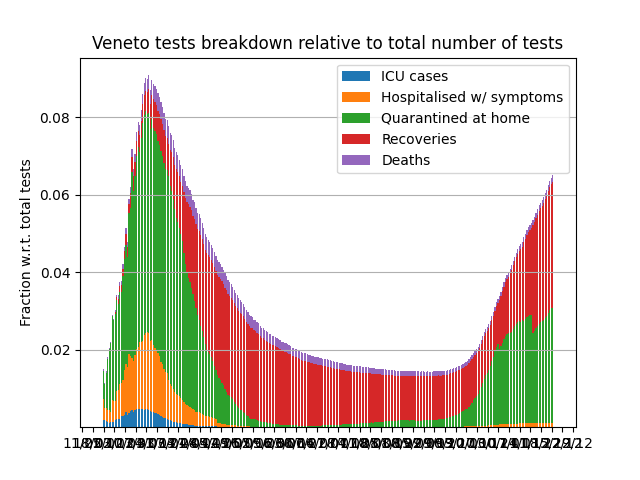 Veneto tests breakdown relative to total number of tests
ICU cases
Hospitalised w/ symptoms
Quarantined at home
Recoveries
Deaths
Fraction w.r.t. total tests
0.08
0.06
0.04
0.02